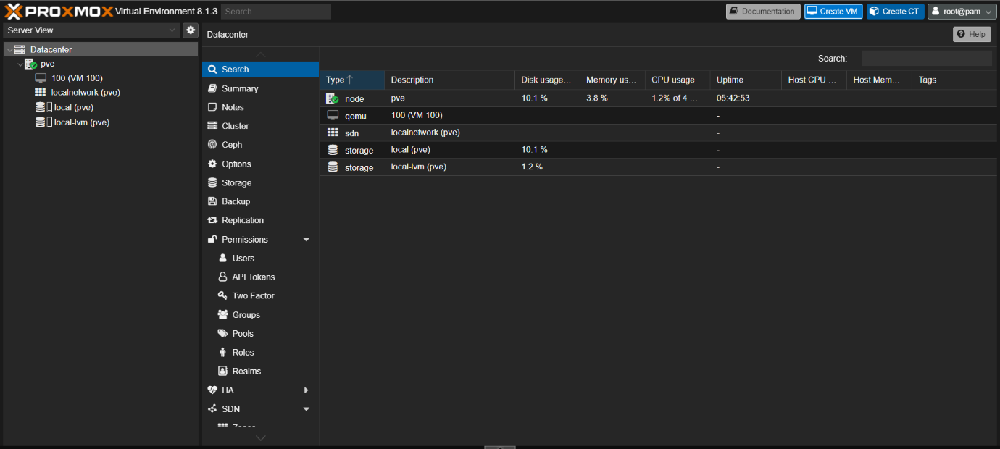 PROXMOX Virtual Environment 8.1.3 Search Documentation Create VM Create CT root@pam
Server View
Datacenter
pve
100 (VM 100)
localnetwork (pve)
local (pve)
local-lvm (pve)
Datacenter Help
Search
Summary
Notes
Cluster
Ceph
Options
Storage
Backup
Replication
Permissions
Users
API Tokens
Two Factor
Groups
Pools
Roles
Realms
HA
SDN
Zones
Search:
Type Description Disk usage... Memory us... CPU usage Uptime Host CPU ... Host Mem... Tags
node pve 10.1 % 3.8 % 1.2% of 4 ... 05:42:53
qemu 100 (VM 100) -
sdn localnetwork (pve) -
storage local (pve) 10.1 % -
storage local-lvm (pve) 1.2 % -